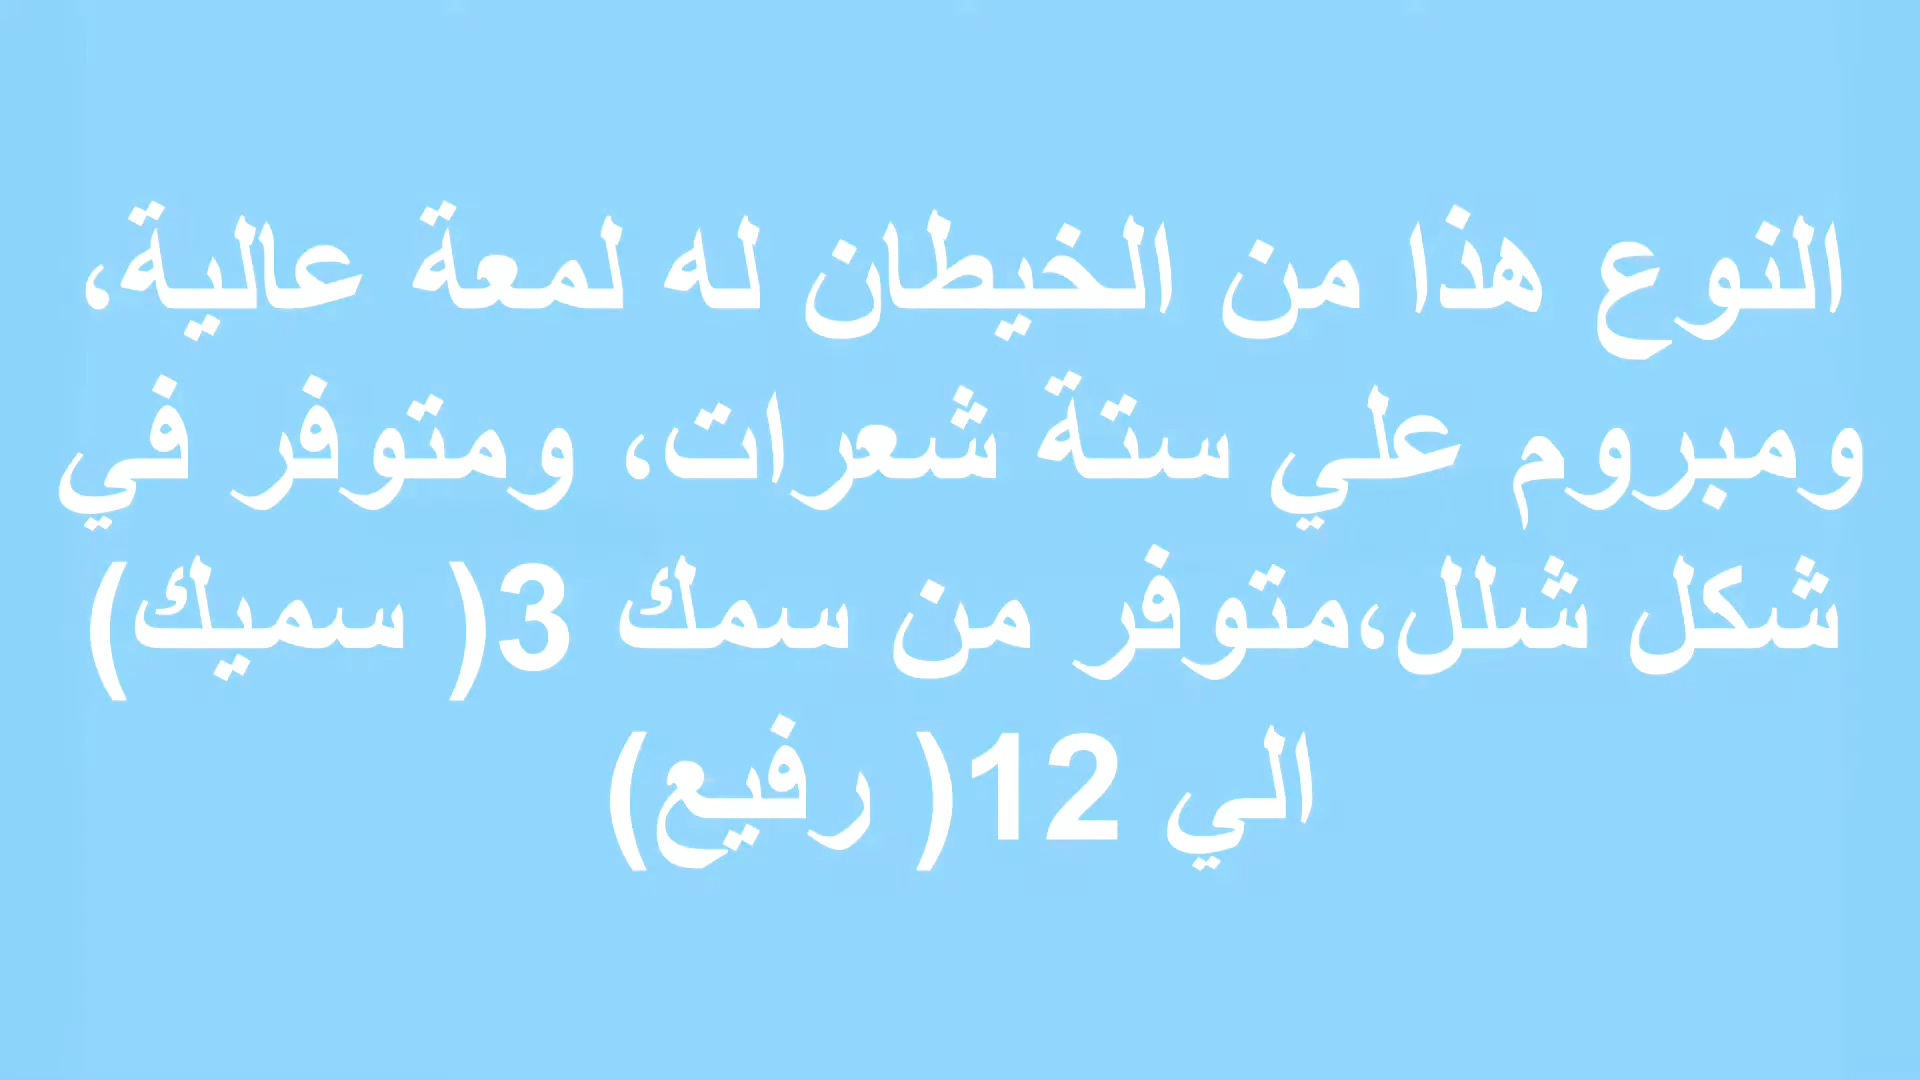 النوع هذا من الخيطان له لمعة عالية،
ومبروم علي ستة شعرات، ومتوفر في
شكل شلل،متوفر من سمك 3( سميك)
الي 12( رفيع)